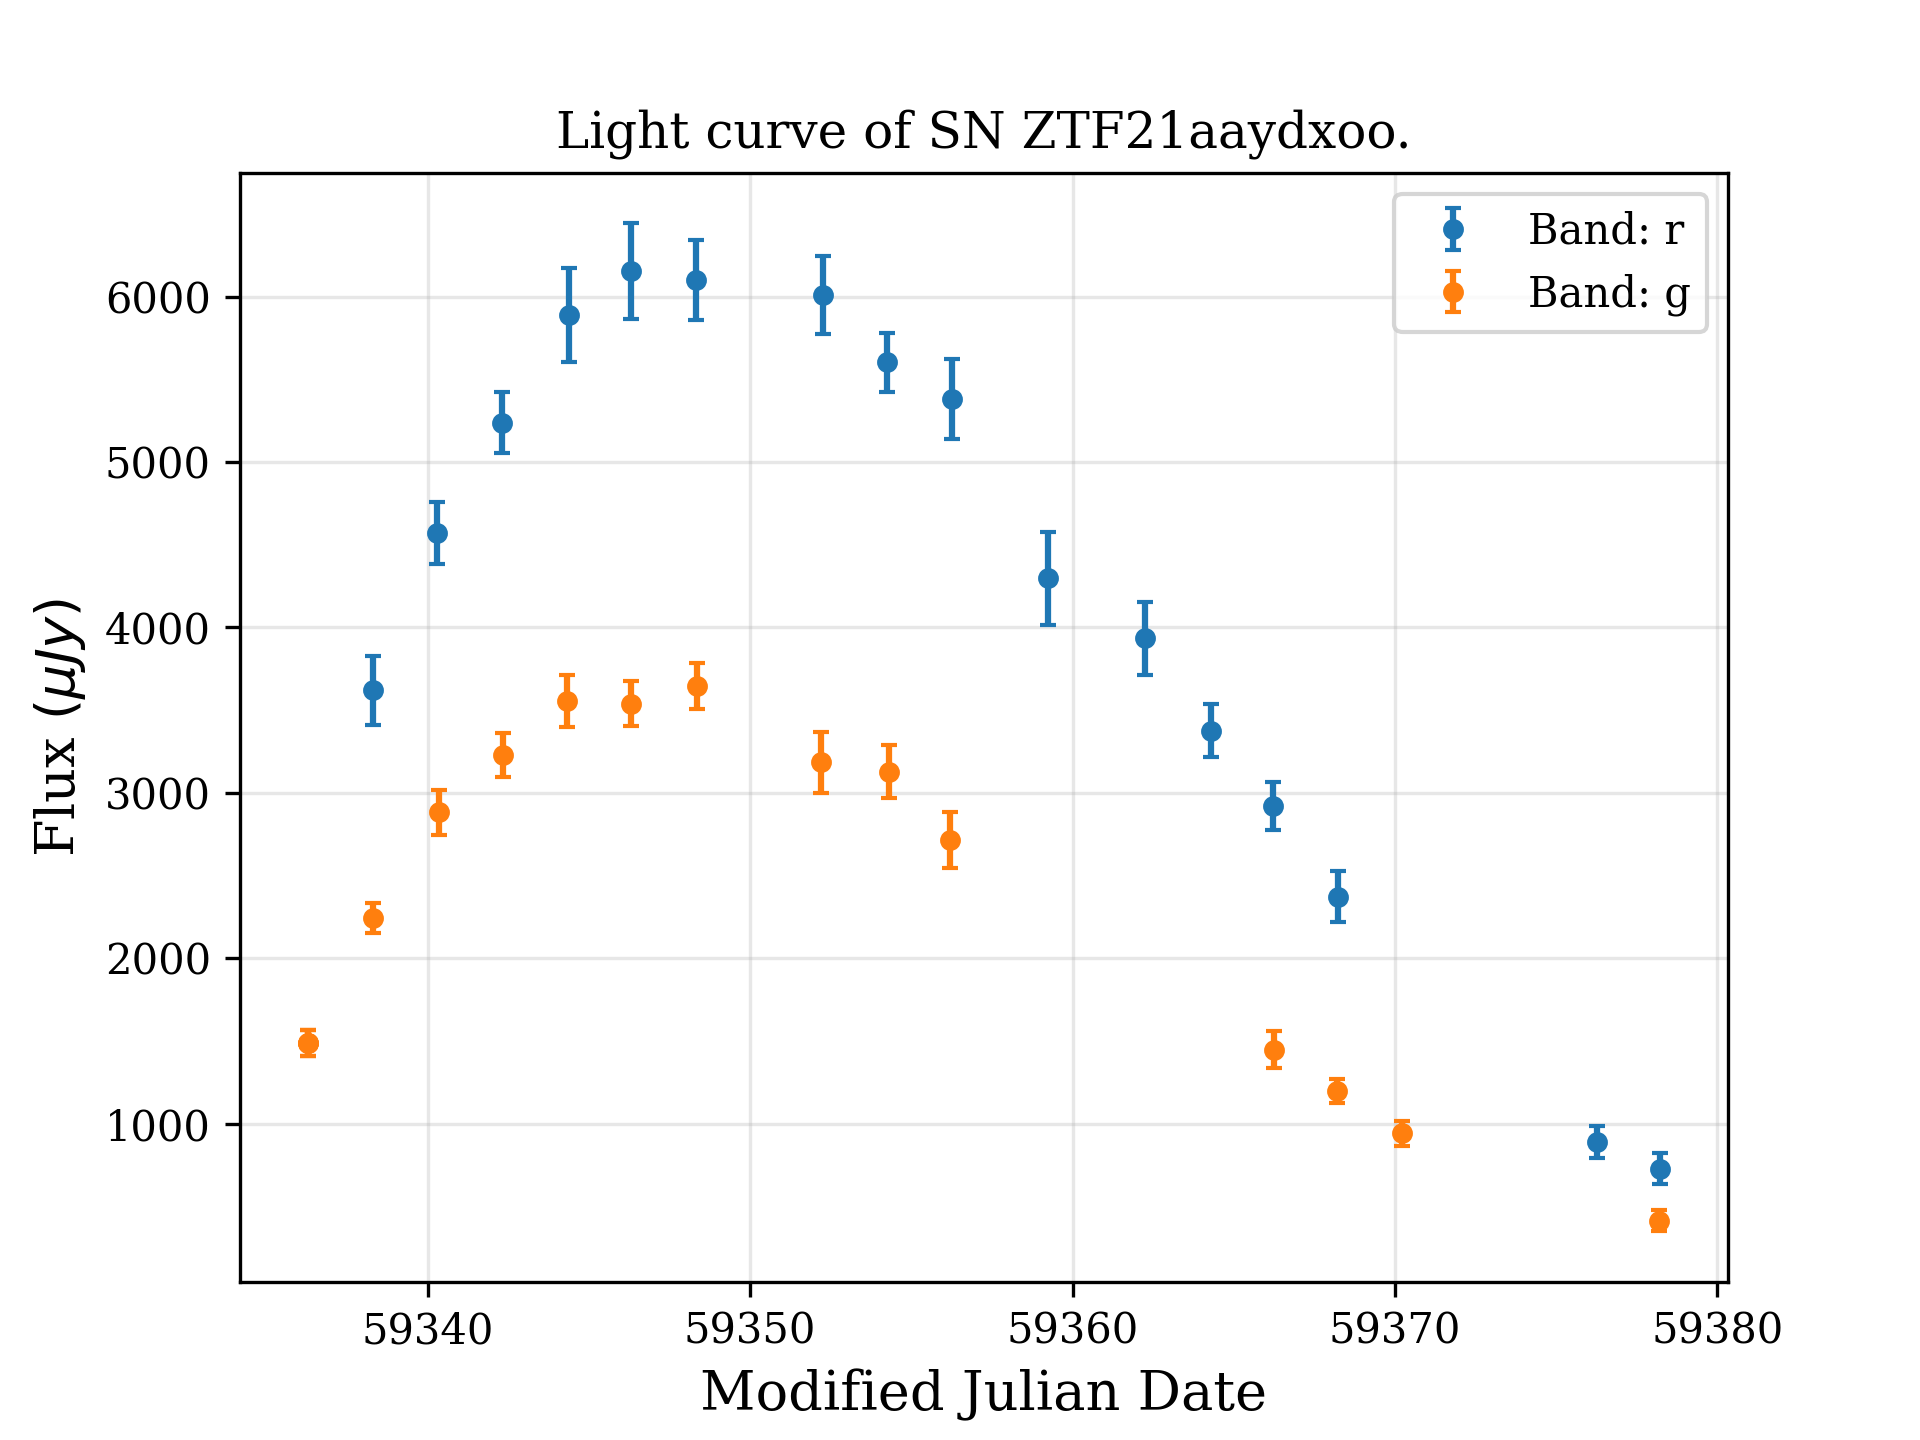 Light curve of SN ZTF21aaydxoo.
Band: r
Band: g
6000
5000
4000
3000
2000
1000
Flux (μJy)
59340 59350 59360 59370 59380
Modified Julian Date